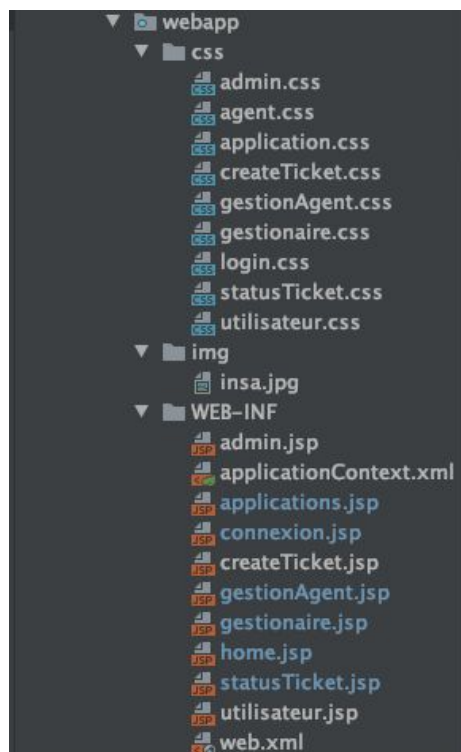 webapp
css
admin.css
agent.css
application.css
createTicket.css
gestionAgent.css
gestionaire.css
login.css
statusTicket.css
utilisateur.css
img
insa.jpg
WEB-INF
admin.jsp
applicationContext.xml
applications.jsp
connexion.jsp
createTicket.jsp
gestionAgent.jsp
gestionaire.jsp
home.jsp
statusTicket.jsp
utilisateur.jsp
web.xml